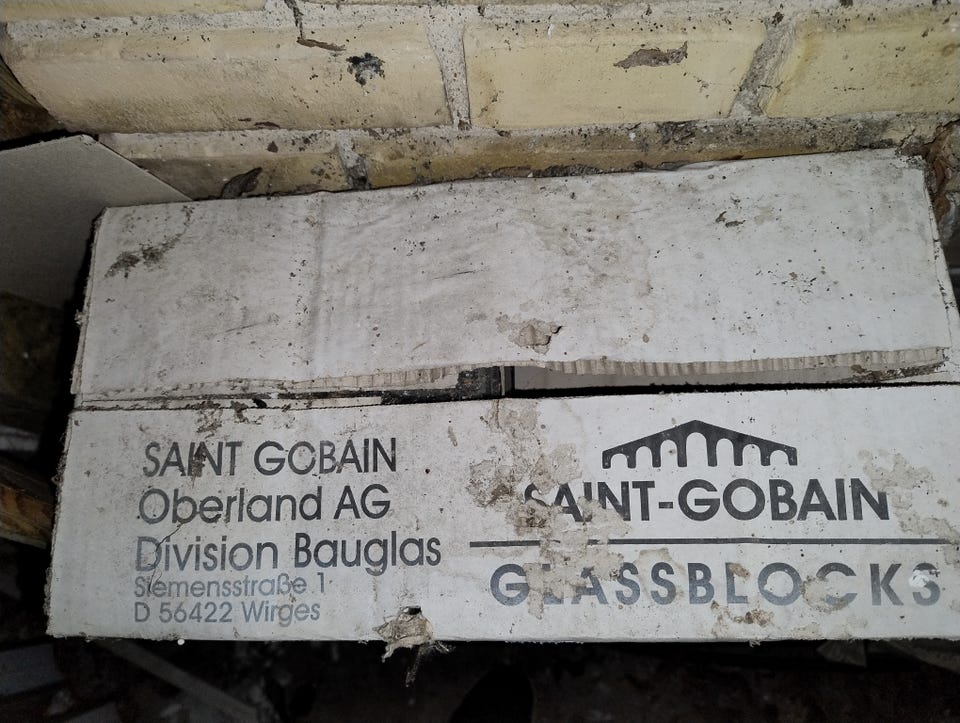 SAINT GOBAIN
Oberland AG
Division Bauglas
Siemensstraße 1
D 56422 Wirges
SAINT-GOBAIN
GLASSBLOCKS